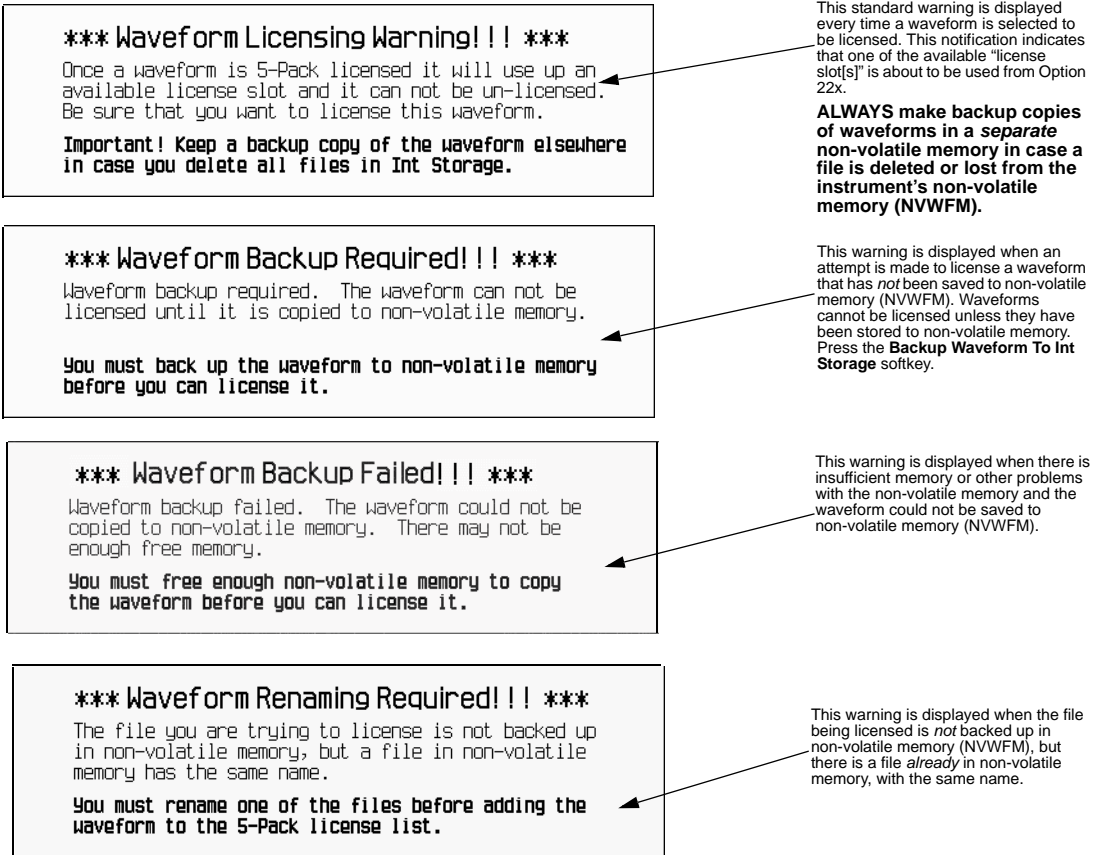 *** Waveform Licensing Warning!!! ***
Once a waveform is 5-Pack licensed it will use up an
available license slot and it can not be un-licensed.
Be sure that you want to license this waveform.
Important! Keep a backup copy of the waveform elsewhere
in case you delete all files in Int Storage.
This standard warning is displayed
every time a waveform is selected to
be licensed. This notification indicates
that one of the available “license
slot[s]” is about to be used from Option
22x.
ALWAYS make backup copies
of waveforms in a separate
non-volatile memory in case a
file is deleted or lost from the
instrument’s non-volatile
memory (NVWFM).
*** Waveform Backup Required!!! ***
Waveform backup required. The waveform can not be
licensed until it is copied to non-volatile memory.
You must back up the waveform to non-volatile memory
before you can license it.
This warning is displayed when an
attempt is made to license a waveform
that has not been saved to non-volatile
memory (NVWFM). Waveforms
cannot be licensed unless they have
been stored to non-volatile memory.
Press the Backup Waveform To Int
Storage softkey.
*** Waveform Backup Failed!!! ***
Waveform backup failed. The waveform could not be
copied to non-volatile memory. There may not be
enough free memory.
You must free enough non-volatile memory to copy
the waveform before you can license it.
This warning is displayed when there is
insufficient memory or other problems
with the non-volatile memory and the
waveform could not be saved to
non-volatile memory (NVWFM).
*** Waveform Renaming Required!!! ***
The file you are trying to license is not backed up
in non-volatile memory, but a file in non-volatile
memory has the same name.
You must rename one of the files before adding the
waveform to the 5-Pack license list.
This warning is displayed when the file
being licensed is not backed up in
non-volatile memory (NVWFM), but
there is a file already in non-volatile
memory, with the same name.